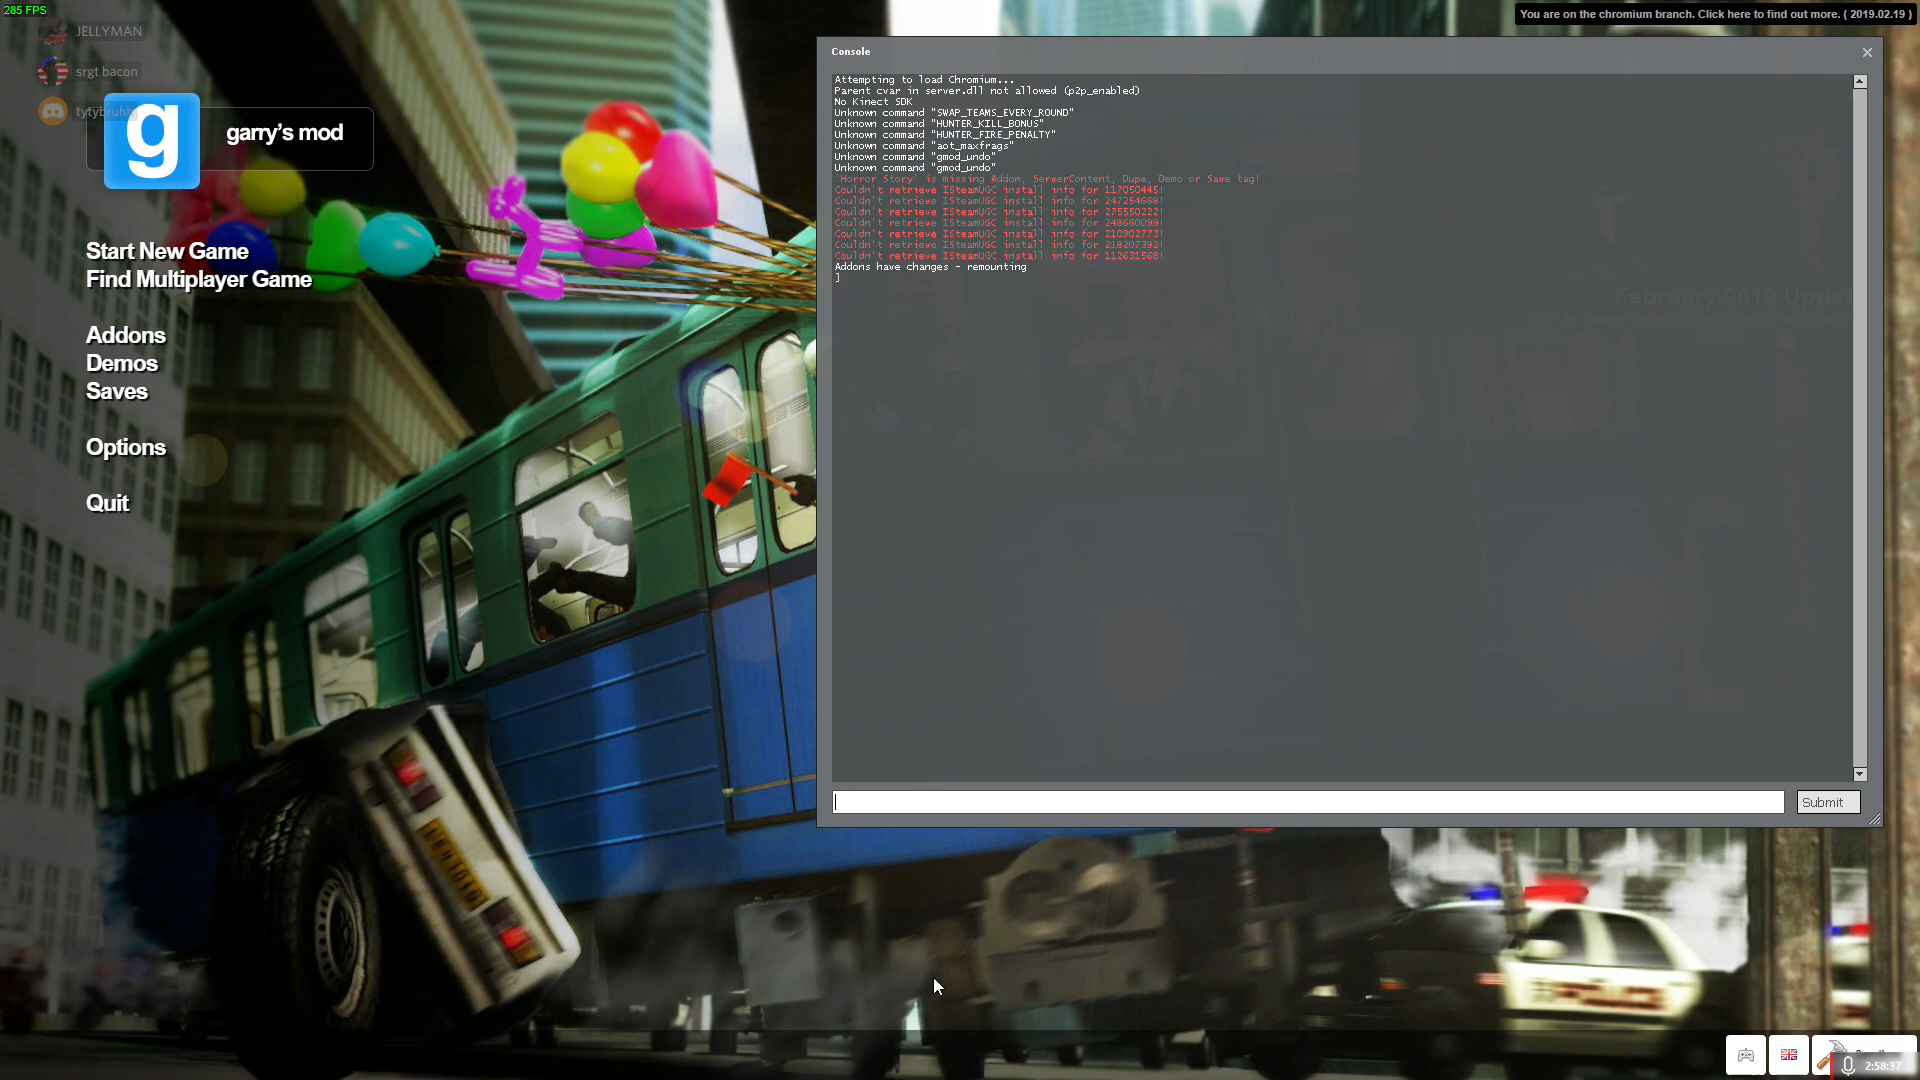 285 FPS
You are on the chromium branch. Click here to find out more. ( 2019.02.19 )
JELLYMAN
srgt bacon
tytybruhh
g
garry's mod
Start New Game
Find Multiplayer Game
Addons
Demos
Saves
Options
Quit
Console
Attempting to load Chromium...
Parent cvar in server.dll not allowed (p2p_enabled)
No Kinect SDK
Unknown command "SWAP_TEAMS_EVERY_ROUND"
Unknown command "HUNTER_KILL_BONUS"
Unknown command "HUNTER_FIRE_PENALTY"
Unknown command "aot_maxfrags"
Unknown command "gmod_undo"
Unknown command "gmod_undo"
'Horror Story' is missing Addon, ServerContent, Dupe, Demo or Save tag!
Couldn't retrieve ISteamUGC install info for 117050445!
Couldn't retrieve ISteamUGC install info for 247254668!
Couldn't retrieve ISteamUGC install info for 275550222!
Couldn't retrieve ISteamUGC install info for 248660099!
Couldn't retrieve ISteamUGC install info for 210902773!
Couldn't retrieve ISteamUGC install info for 218207392!
Couldn't retrieve ISteamUGC install info for 112631568!
Addons have changes - remounting
]
February 2019 Updat
Submit
POLICE
2:58:37